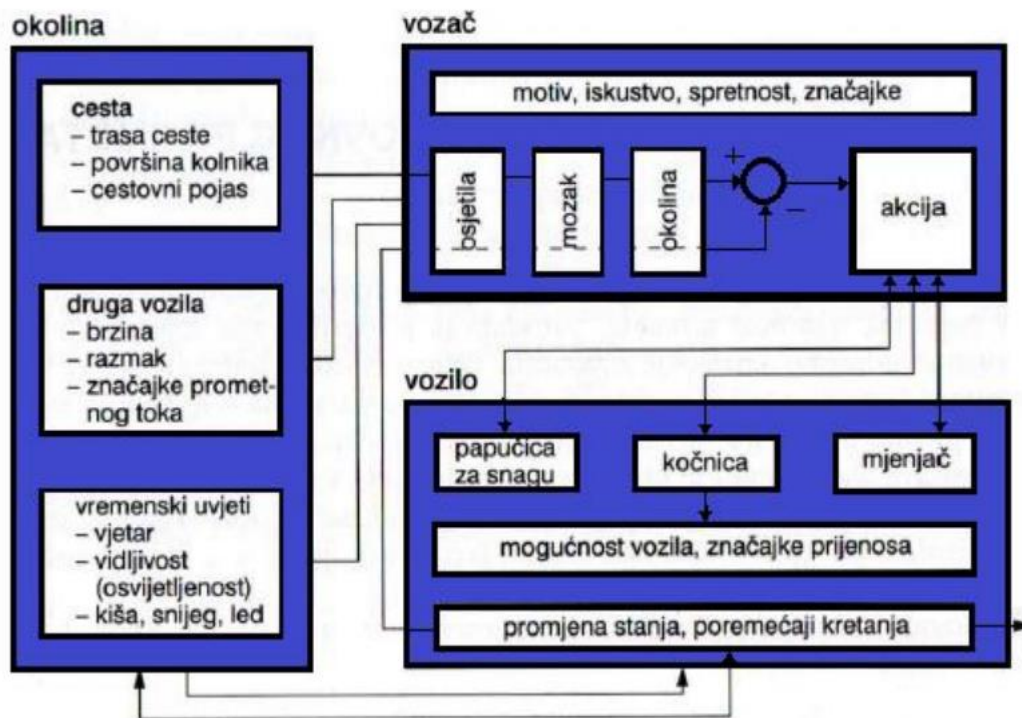 okolina
cesta
– trasa ceste
– površina kolnika
– cestovni pojas
druga vozila
– brzina
– razmak
– značajke promet-
nog toka
vremenski uvjeti
– vjetar
– vidljivost
(osvijetljenost)
– kiša, snijeg, led
vozač
motiv, iskustvo, spretnost, značajke
osjetila
mozak
okolina
+
–
akcija
vozilo
papučica
za snagu
kočnica
mjenjač
mogućnost vozila, značajke prijenosa
promjena stanja, poremećaji kretanja